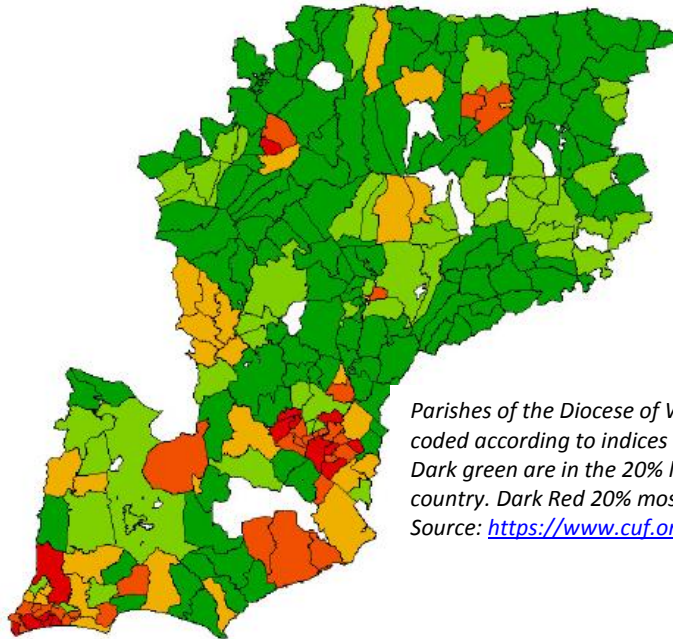 Parishes of the Diocese of
coded according to indices
Dark green are in the 20%
country. Dark Red 20%
Source: https://www.cuf.or